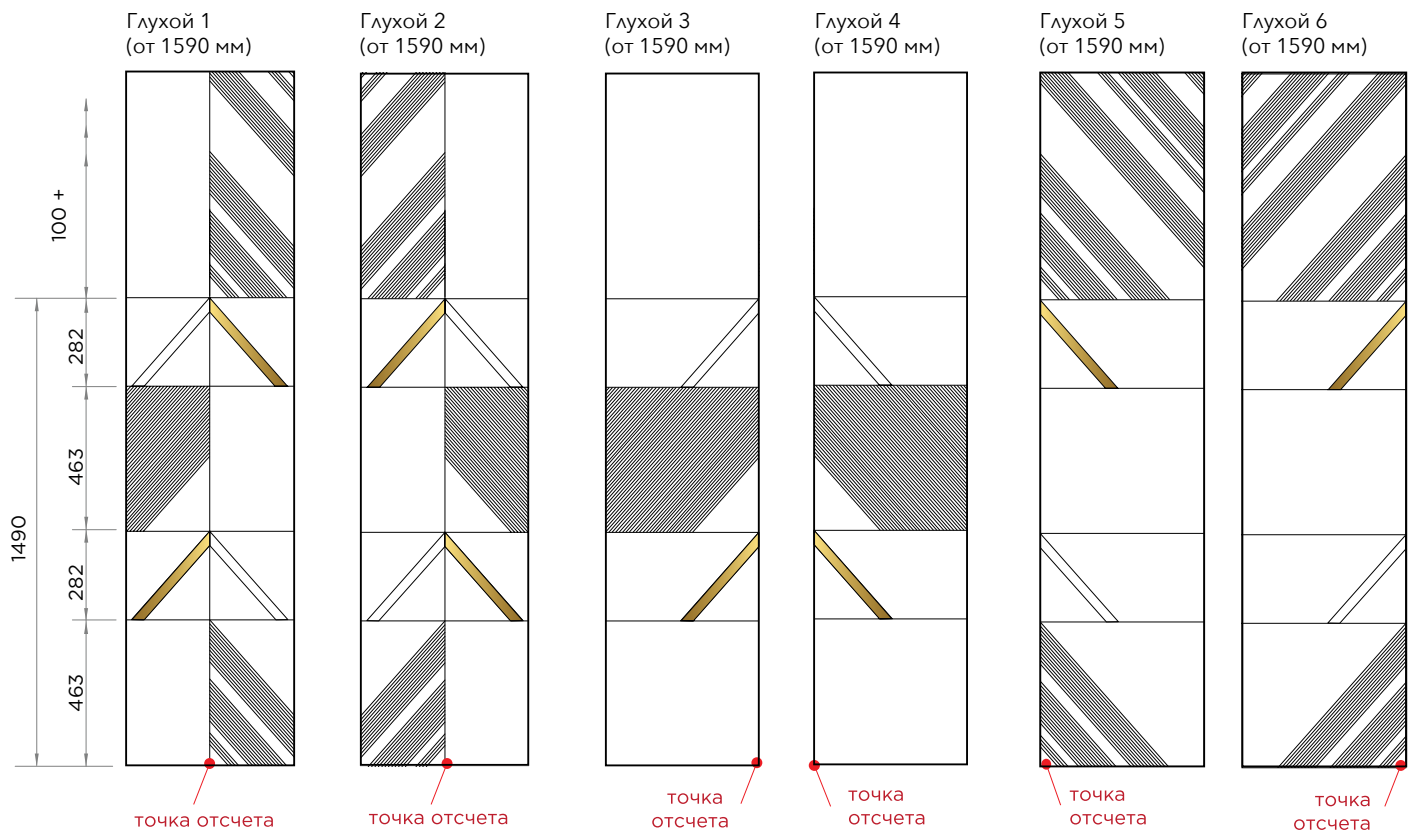 Глухой 1
(от 1590 мм)
Глухой 2
(от 1590 мм)
Глухой 3
(от 1590 мм)
Глухой 4
(от 1590 мм)
Глухой 5
(от 1590 мм)
Глухой 6
(от 1590 мм)
100 +
282
463
1490
282
463
точка отсчета
точка отсчета
точка
отсчета
точка
отсчета
точка
отсчета
точка
отсчета